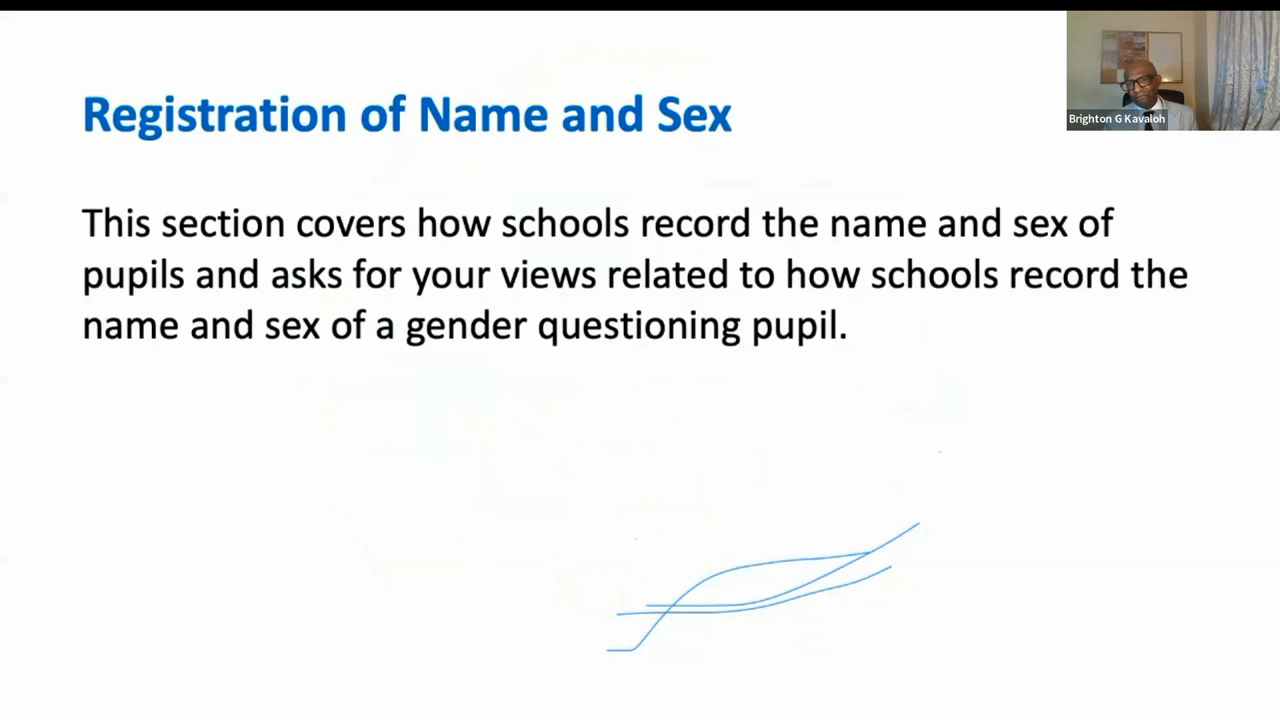 Registration of Name and Sex
This section covers how schools record the name and sex of
pupils and asks for your views related to how schools record the
name and sex of a gender questioning pupil.
Brighton G Kavaloh